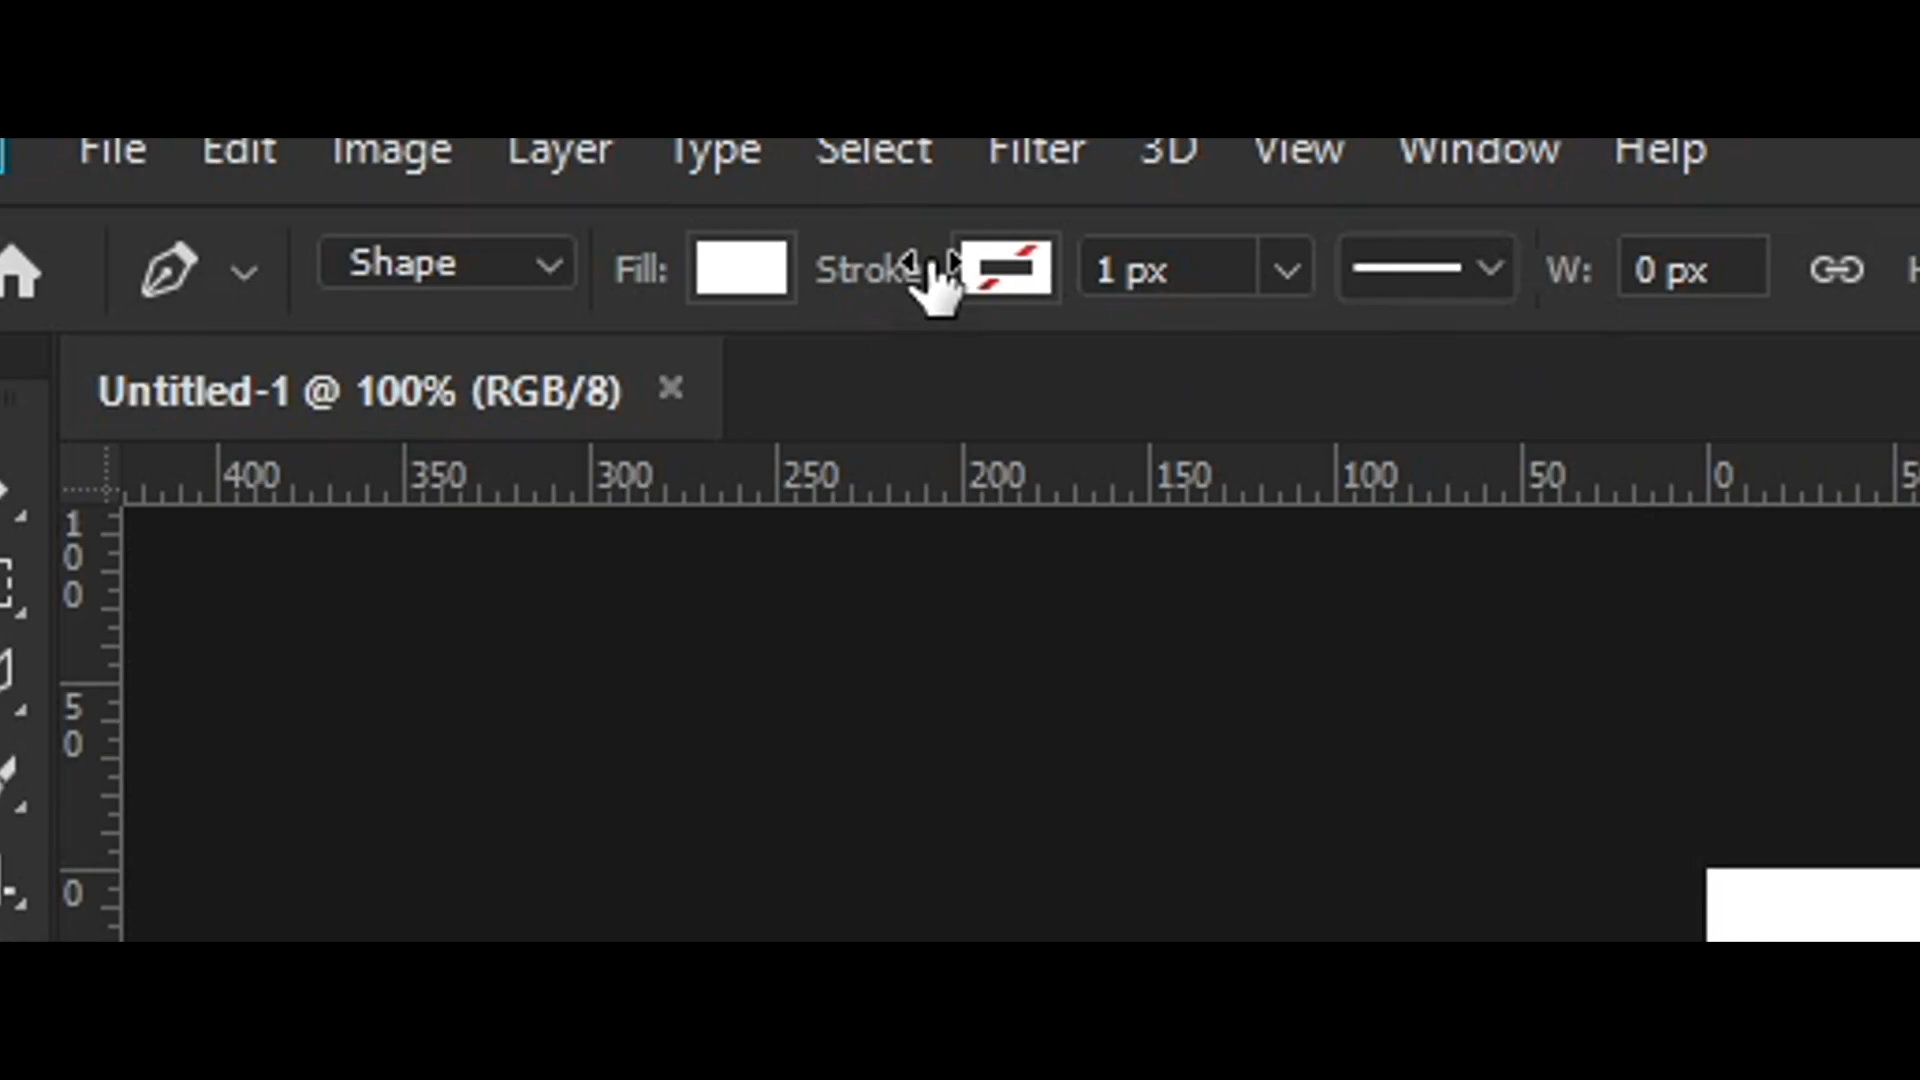 File Edit Image Layer Type Select Filter 3D View Window Help
Shape Fill: Stroke 1 px W: 0 px
Untitled-1 @ 100% (RGB/8) ×
400 350 300 250 200 150 100 50 0
100
50
0